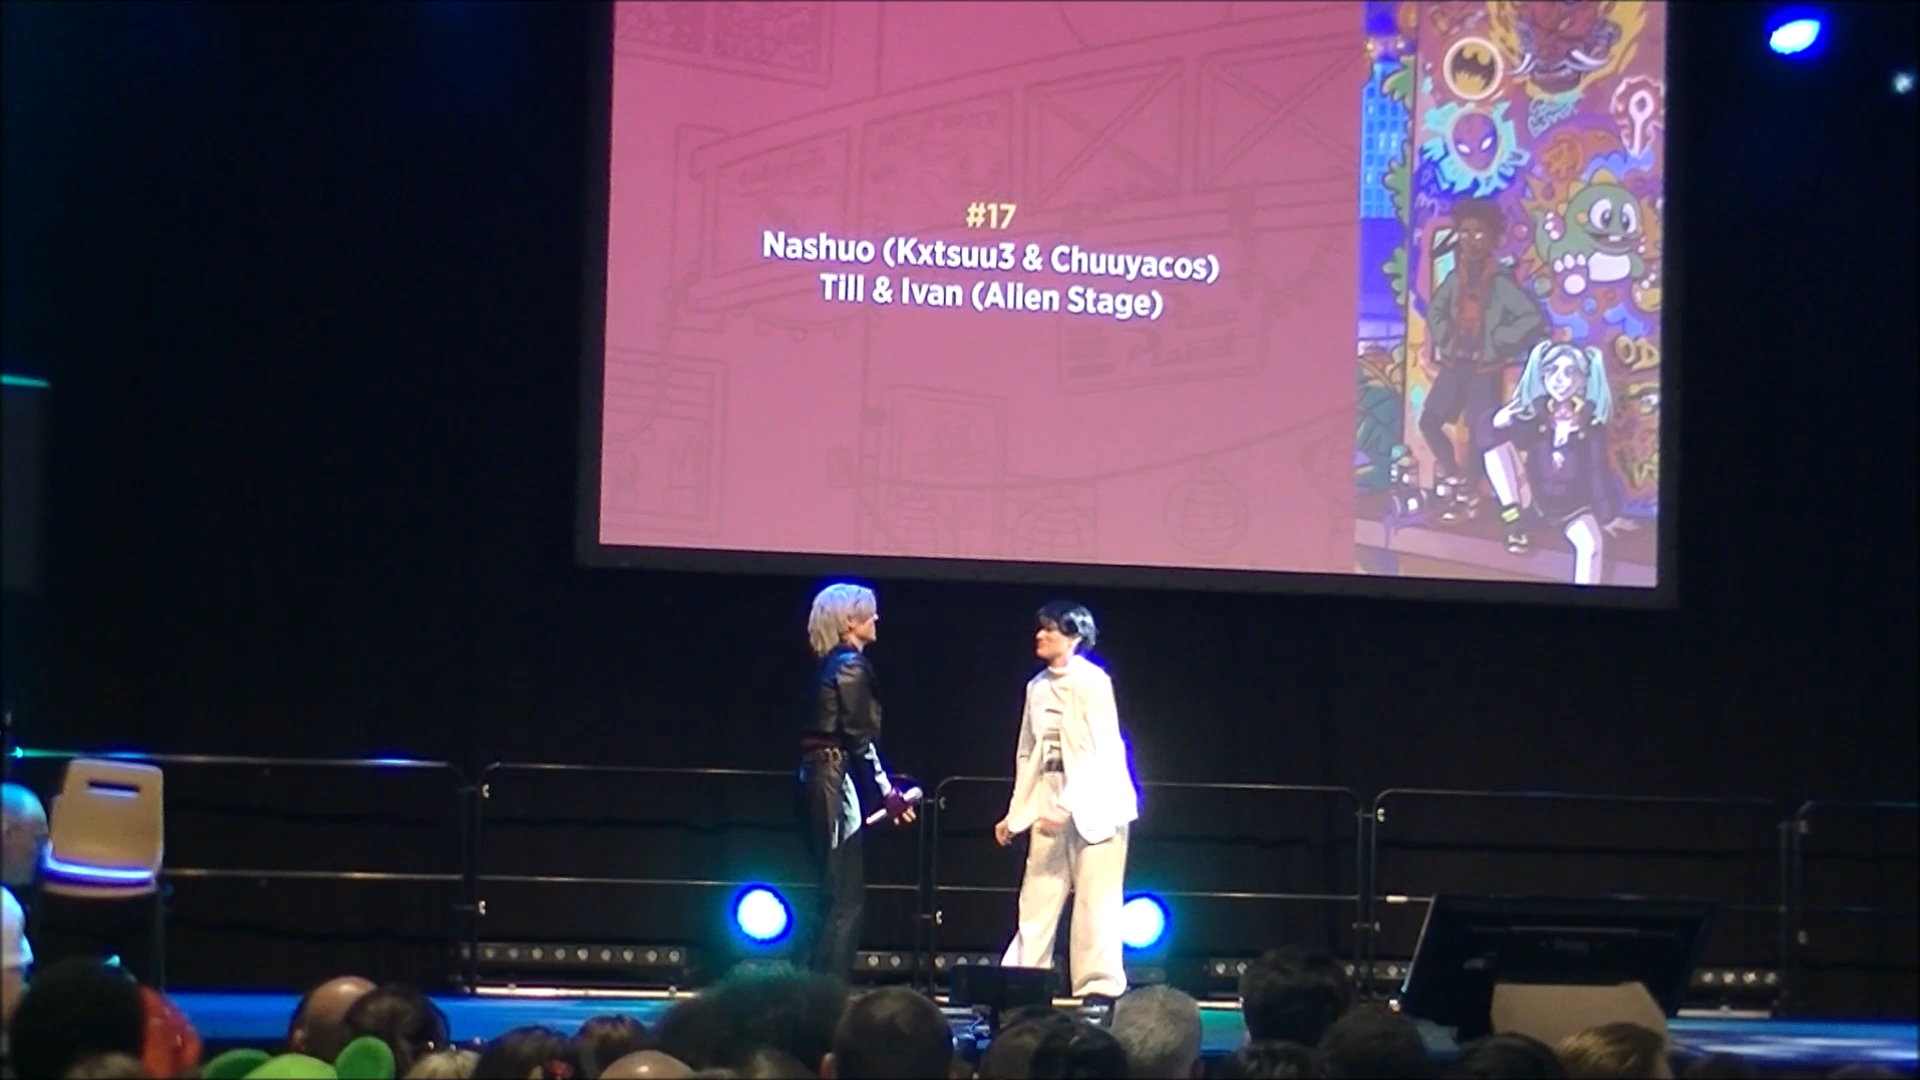 #17
Nashuo (Kxtsuu3 & Chuuyacos)
Till & Ivan (Alien Stage)